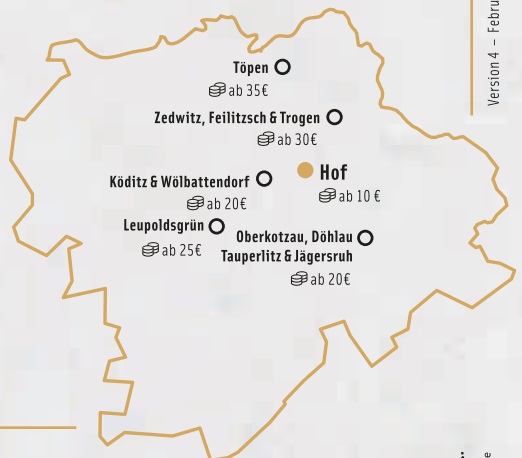 Töpen
ab 35€
Zedwitz, Feilitzsch & Trogen
ab 30€
Hof
ab 10 €
Köditz & Wölbattendorf
ab 20€
Leupoldsgrün
ab 25€
Oberkotzau, Döhlau
Tauperlitz & Jägersruh
ab 20€
Version 4 – Febru